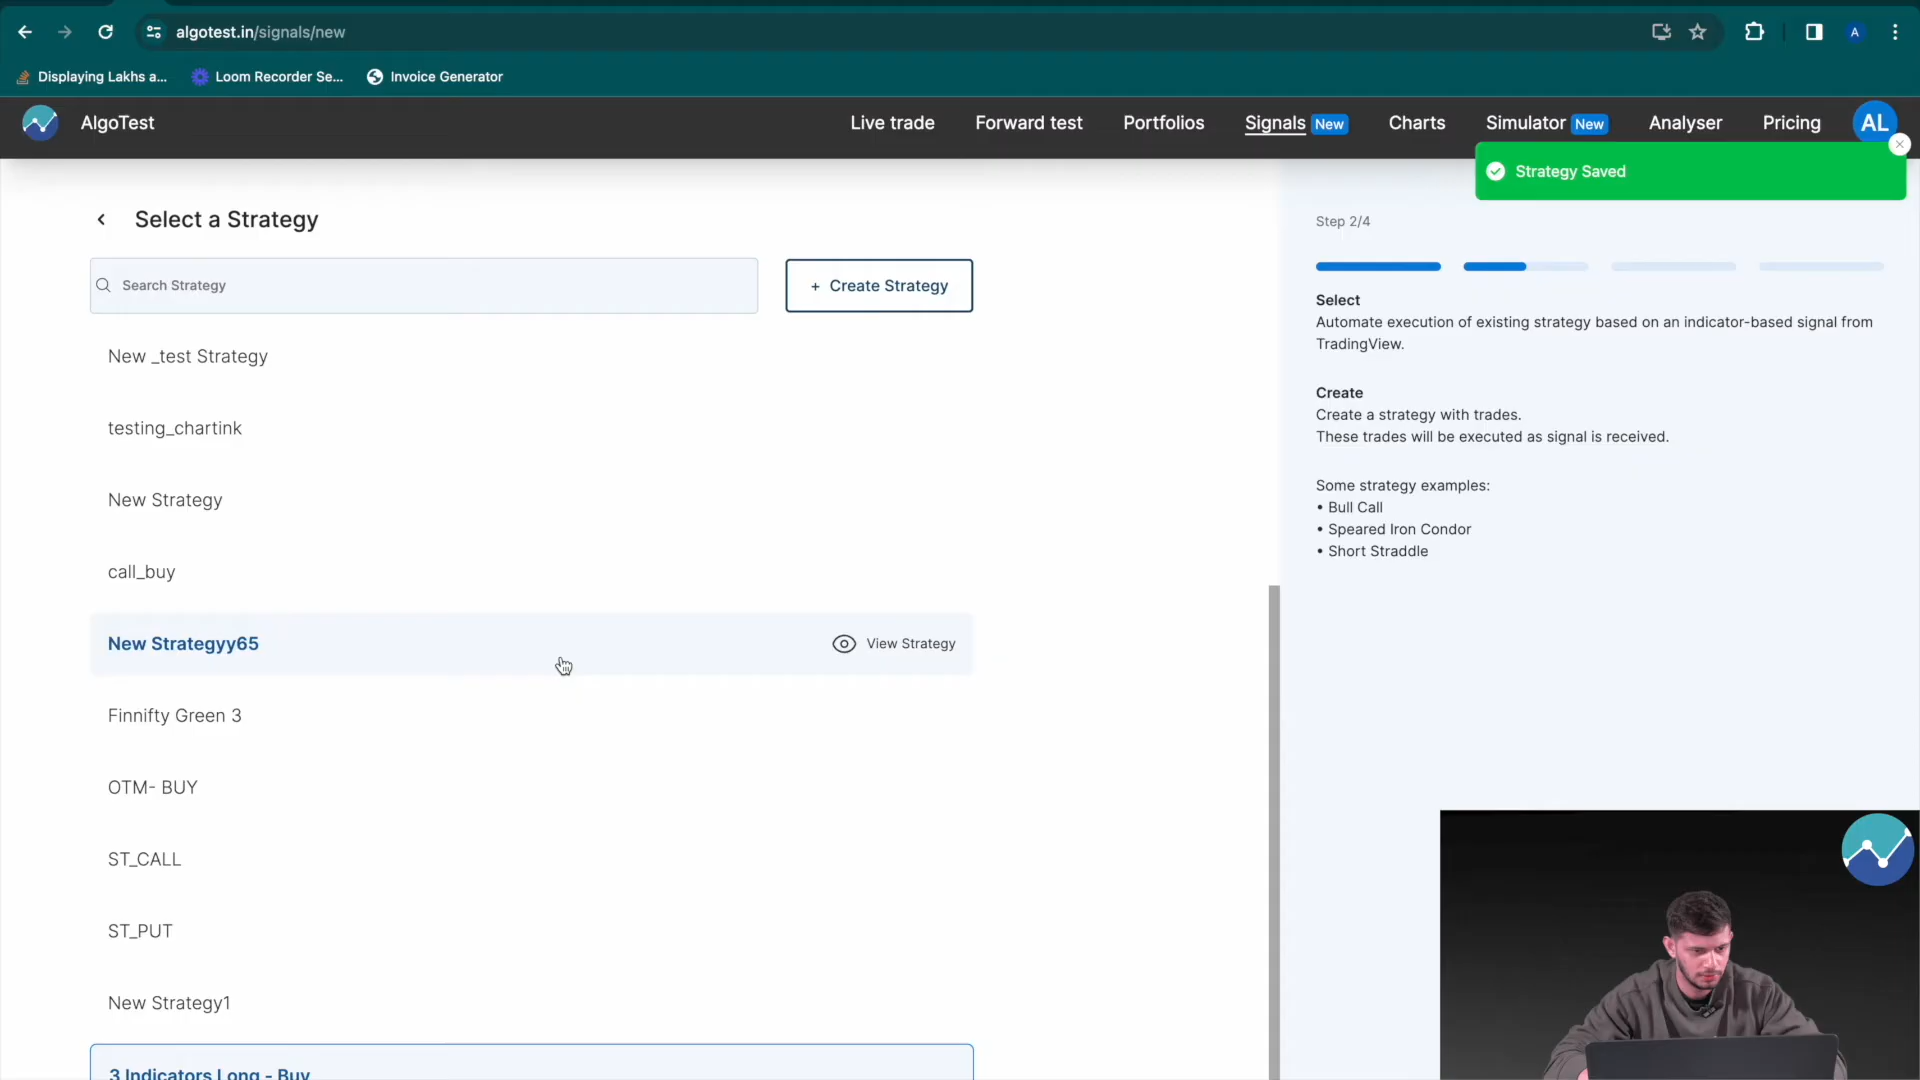 algotest.in/signals/new
A
Displaying Lakhs a...
Loom Recorder Se...
Invoice Generator
AlgoTest
Live trade
Forward test
Portfolios
Signals New
Charts
Simulator New
Analyser
Pricing
AL
Strategy Saved
Select a Strategy
Search Strategy
+ Create Strategy
New _test Strategy
testing_chartink
New Strategy
call_buy
New Strategyy65
View Strategy
Finnifty Green 3
OTM- BUY
ST_CALL
ST_PUT
New Strategy1
3 Indicators Long - Buy
Step 2/4
Select
Automate execution of existing strategy based on an indicator-based signal from
TradingView.
Create
Create a strategy with trades.
These trades will be executed as signal is received.
Some strategy examples:
• Bull Call
• Speared Iron Condor
• Short Straddle